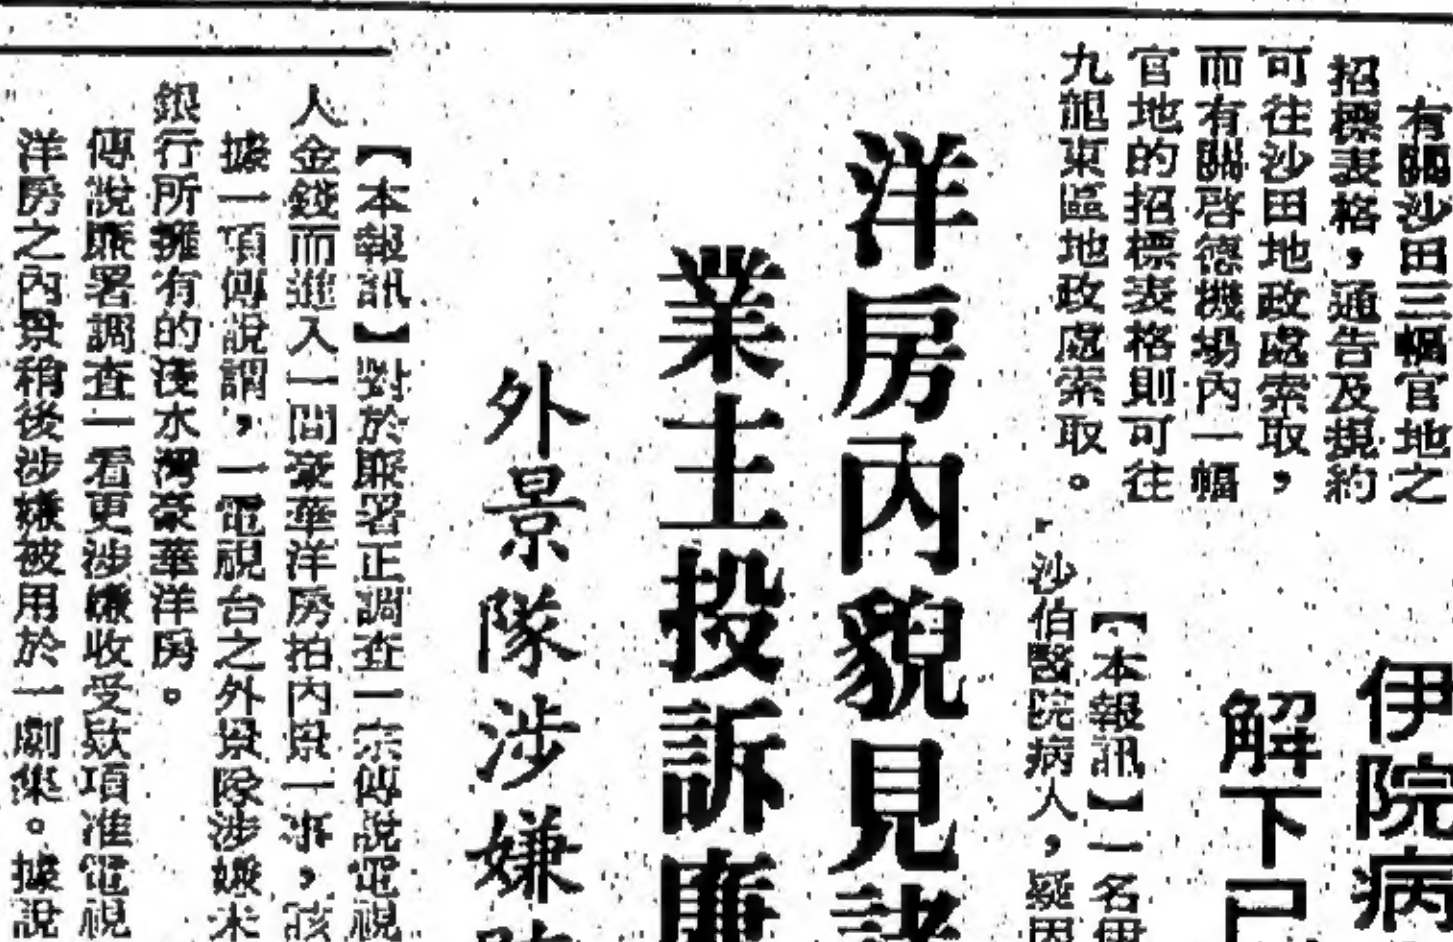 有關沙田三幅官地之
招標表格，通告及規約
可往沙田地政處索取，
而有關啓德機場內一幅
官地的招標表格則可往
九龍東區地政處索取。
伊院病
解下已
【本報訊】一名伊
沙伯醫院病人，疑因
洋房內貌見諸
業主投訴廉
外景隊涉嫌
【本報訊】對於廉署正調查一宗傳說電視
人金錢而進入一間豪華洋房拍內景一事，該
據一項傳說謂，一電視台之外景隊涉嫌未
銀行所擁有的淺水灣豪華洋房。
傳說廉署調查一看更涉嫌收受欵項准電視
洋房之內景稍後涉嫌被用於一劇集。據說